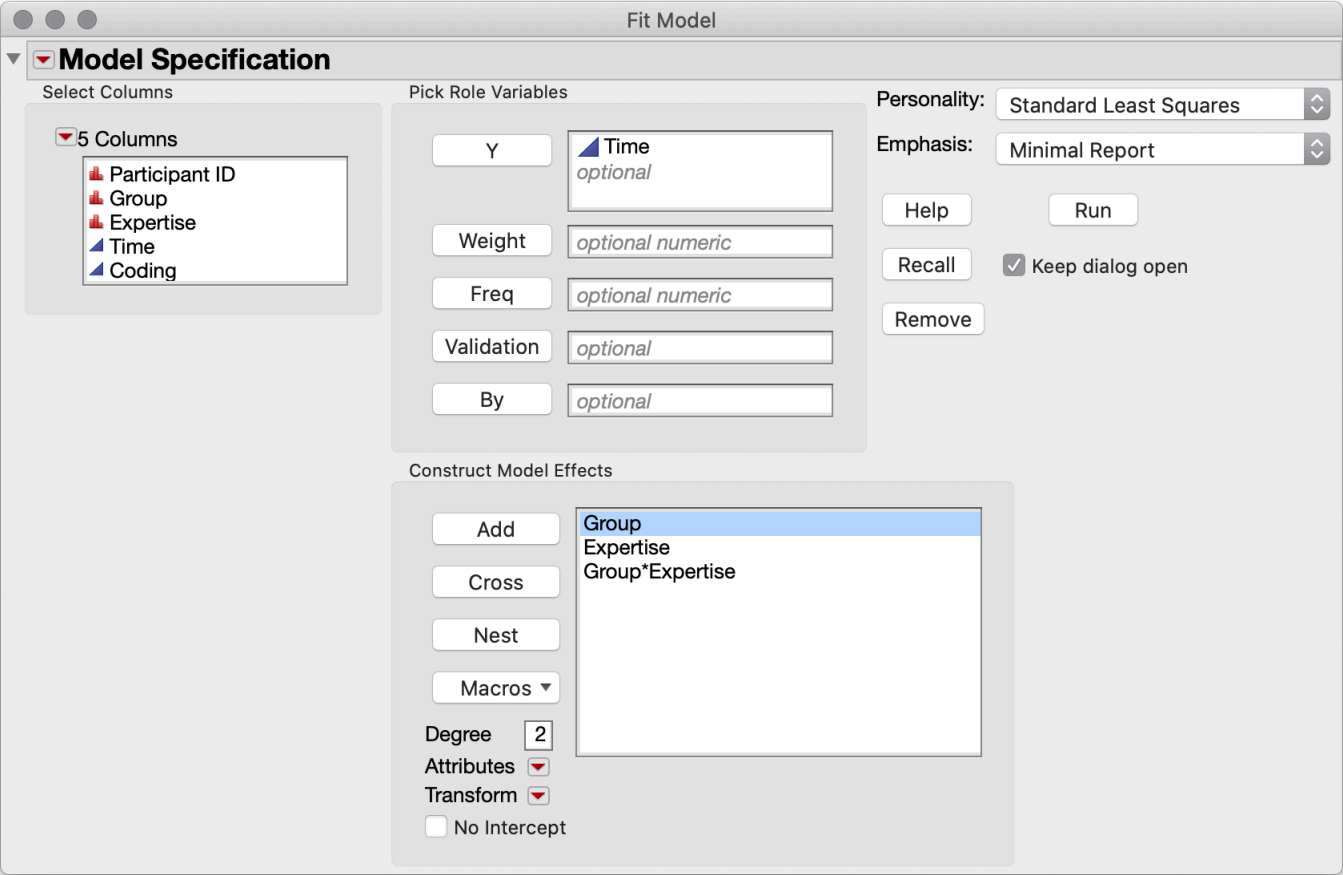 Fit Model
Model Specification
Select Columns
5 Columns
Participant ID
Group
Expertise
Time
Coding
Pick Role Variables
Y
Time
optional
Weight
optional numeric
Freq
optional numeric
Validation
optional
By
optional
Personality:
Standard Least Squares
Emphasis:
Minimal Report
Help
Run
Recall
Keep dialog open
Remove
Construct Model Effects
Add
Cross
Nest
Macros
Degree
2
Attributes
Transform
No Intercept
Group
Expertise
Group*Expertise